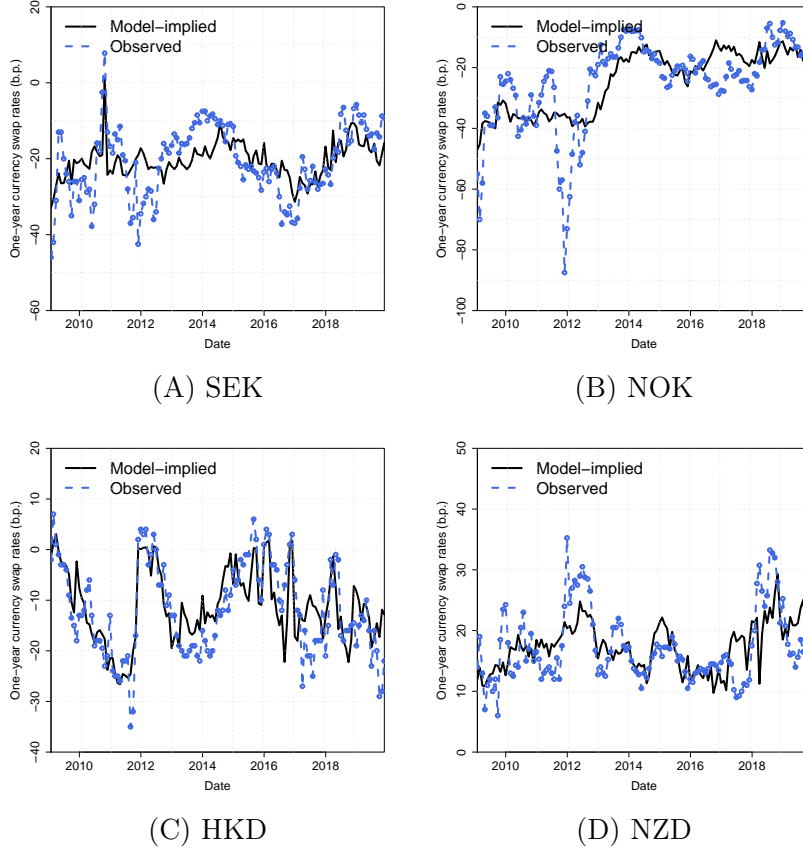 20
0
−20
−40
−60
One−year currency swap rates (b.p.)
Model−implied
Observed
2010 2012 2014 2016 2018
Date
(A) SEK
0
−20
−40
−60
−80
−100
One−year currency swap rates (b.p.)
Model−implied
Observed
2010 2012 2014 2016 2018
Date
(B) NOK
20
10
0
−10
−20
−30
−40
One−year currency swap rates (b.p.)
Model−implied
Observed
2010 2012 2014 2016 2018
Date
(C) HKD
50
40
30
20
10
0
One−year currency swap rates (b.p.)
Model−implied
Observed
2010 2012 2014 2016 2018
Date
(D) NZD